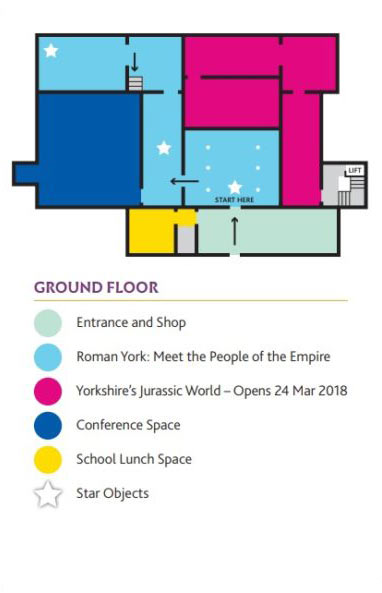 LIFT
START HERE
GROUND FLOOR
Entrance and Shop
Roman York: Meet the People of the Empire
Yorkshire's Jurassic World – Opens 24 Mar 2018
Conference Space
School Lunch Space
Star Objects